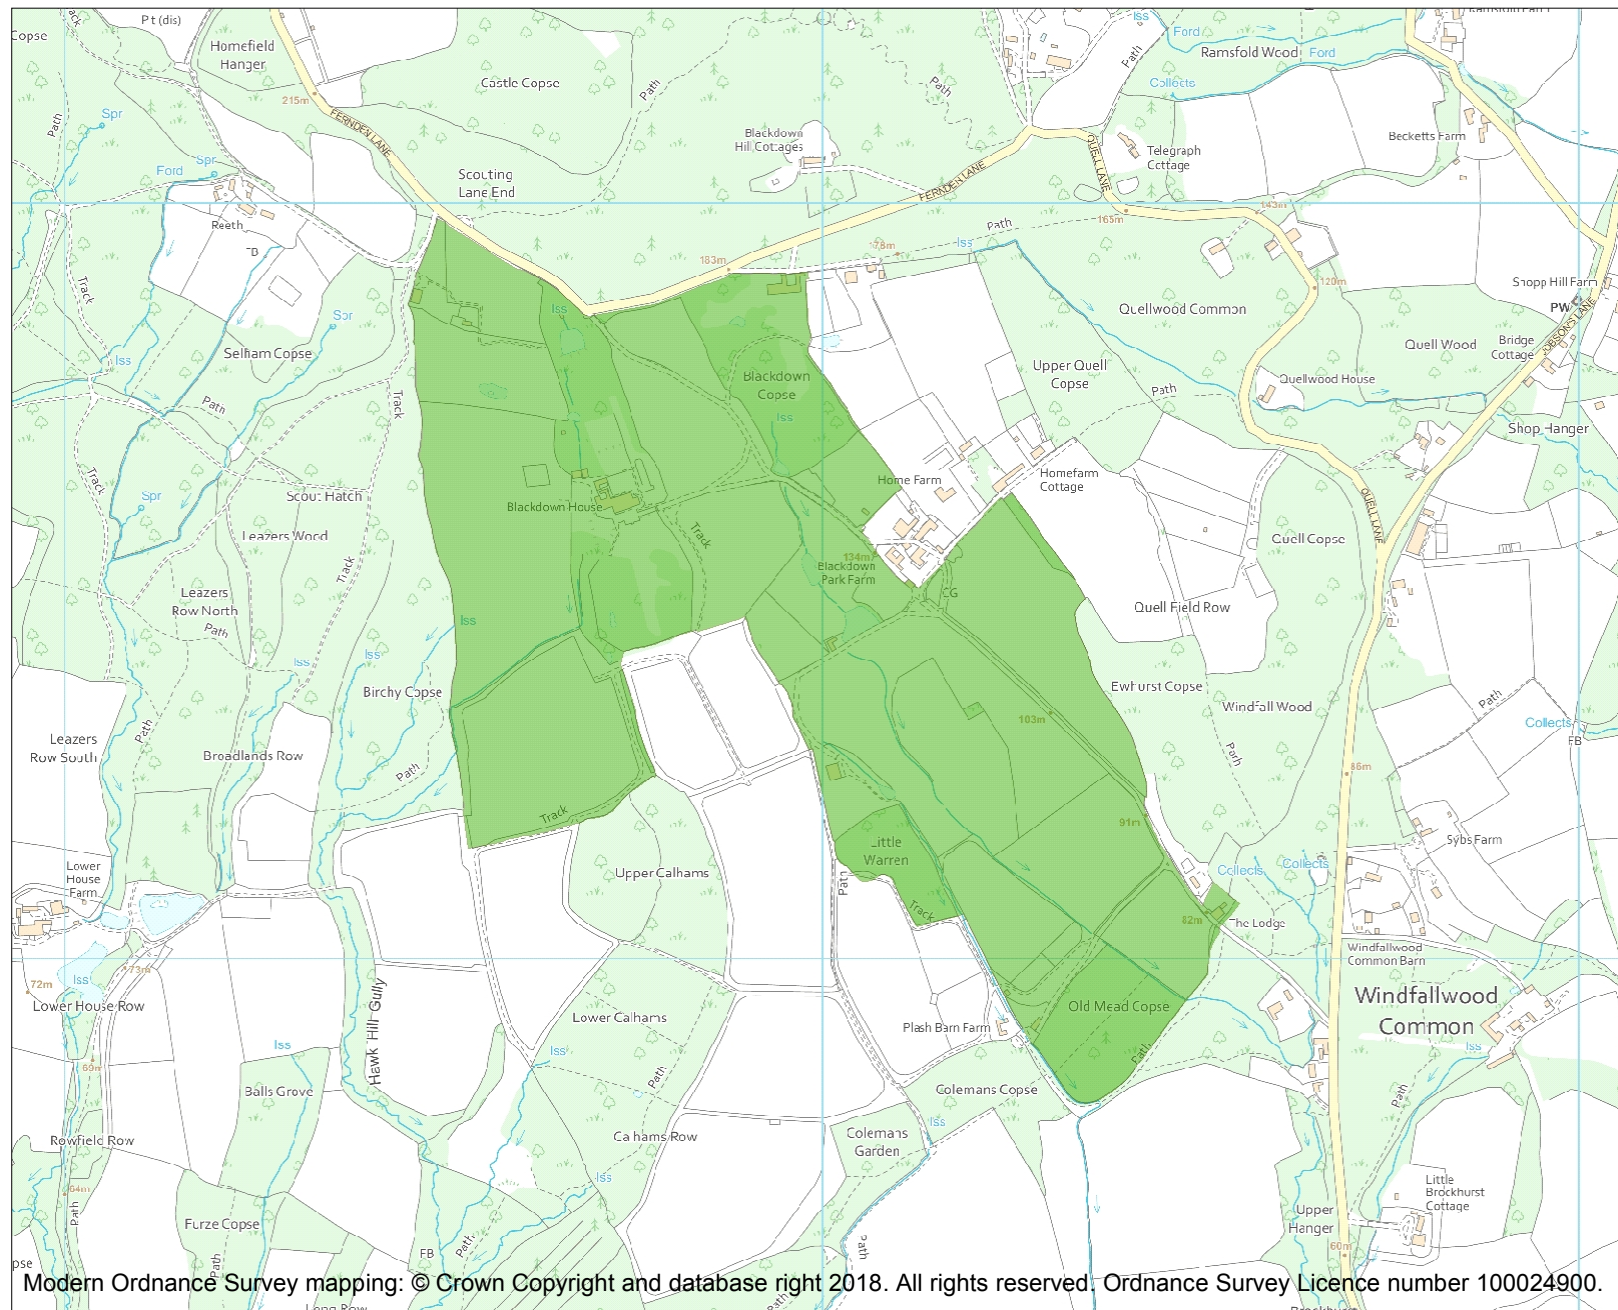 Pt (dis)
Copse
Homefield
Hanger
Castle Copse
Path
Path
Path
Iss
Ford
Ramsfold Wood
Ford
Collects
215m
FERNDEN LANE
Spr
Path
Spr
Ford
Blackdown
Hill Cottages
Telegraph
Cottage
Becketts Farm
QUELL LANE
Scouting
Lane End
FERNDEN LANE
Reeth
Path
165m
143m
178m
Iss
183m
120m
Track
Shopp Hill Farm
PW
JOBSON'S LANE
Iss
Spr
Quellwood Common
Selham Copse
Iss
Upper Quell
Copse
Quell Wood
Bridge
Cottage
Blackdown
Copse
Quellwood House
Path
Path
Track
Iss
Shop Hanger
Track
Home Farm
Homefarm
Cottage
Spr
Scout Hatch
Blackdown House
QUELL LANE
Leazers Wood
Track
Quell Copse
134m
Blackdown
Park Farm
Track
CG
Leazers
Row North
Quell Field Row
Path
Iss
Iss
Iss
Birchy Copse
Ewhurst Copse
Windfall Wood
103m
Path
Path
Collects
FB
Leazers
Row South
Broadlands Row
Path
Path
86m
Track
91m
Little
Warren
Sybs Farm
Lower
House
Farm
Upper Calhams
Path
Collects
Collects
Track
82m
The Lodge
Windfallwood
Common Barn
73m
Iss
72m
Lower House Row
Hawk Hill Gully
Lower Calhams
Plash Barn Farm
Old Mead Copse
Windfallwood
Common
Iss
Iss
Iss
Path
69m
Balls Grove
Path
Colemans Copse
Path
Iss
Rowfield Row
Calhams Row
Colemans
Garden
Iss
64m
Path
Little
Brockhurst
Cottage
Furze Copse
Upper
Hanger
Path
FB
Path
Path
60m
Modern Ordnance Survey mapping: © Crown Copyright and database right 2018. All rights reserved. Ordnance Survey Licence number 100024900.
Path